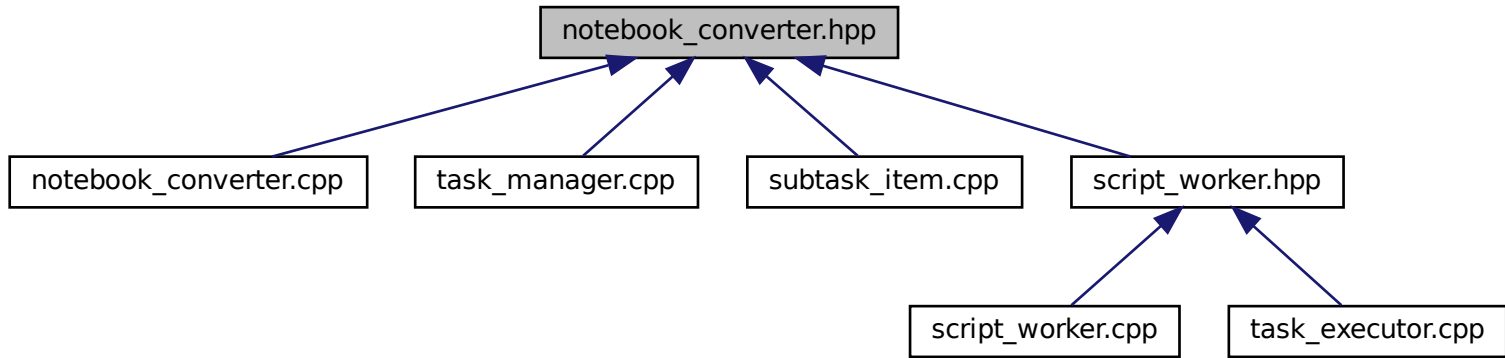 notebook_converter.hpp
notebook_converter.cpp
task_manager.cpp
subtask_item.cpp
script_worker.hpp
script_worker.cpp
task_executor.cpp